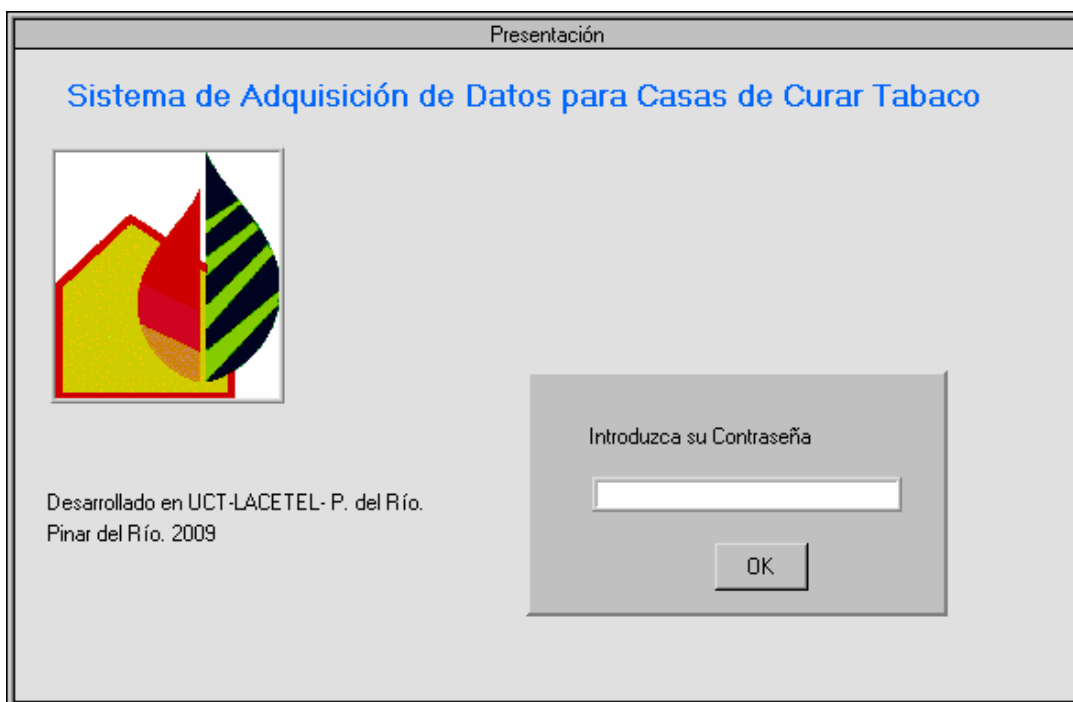 Presentación
Sistema de Adquisición de Datos para Casas de Curar Tabaco
Introduzca su Contraseña
Desarrollado en UCT-LACETEL- P. del Río.
Pinar del Río. 2009
OK